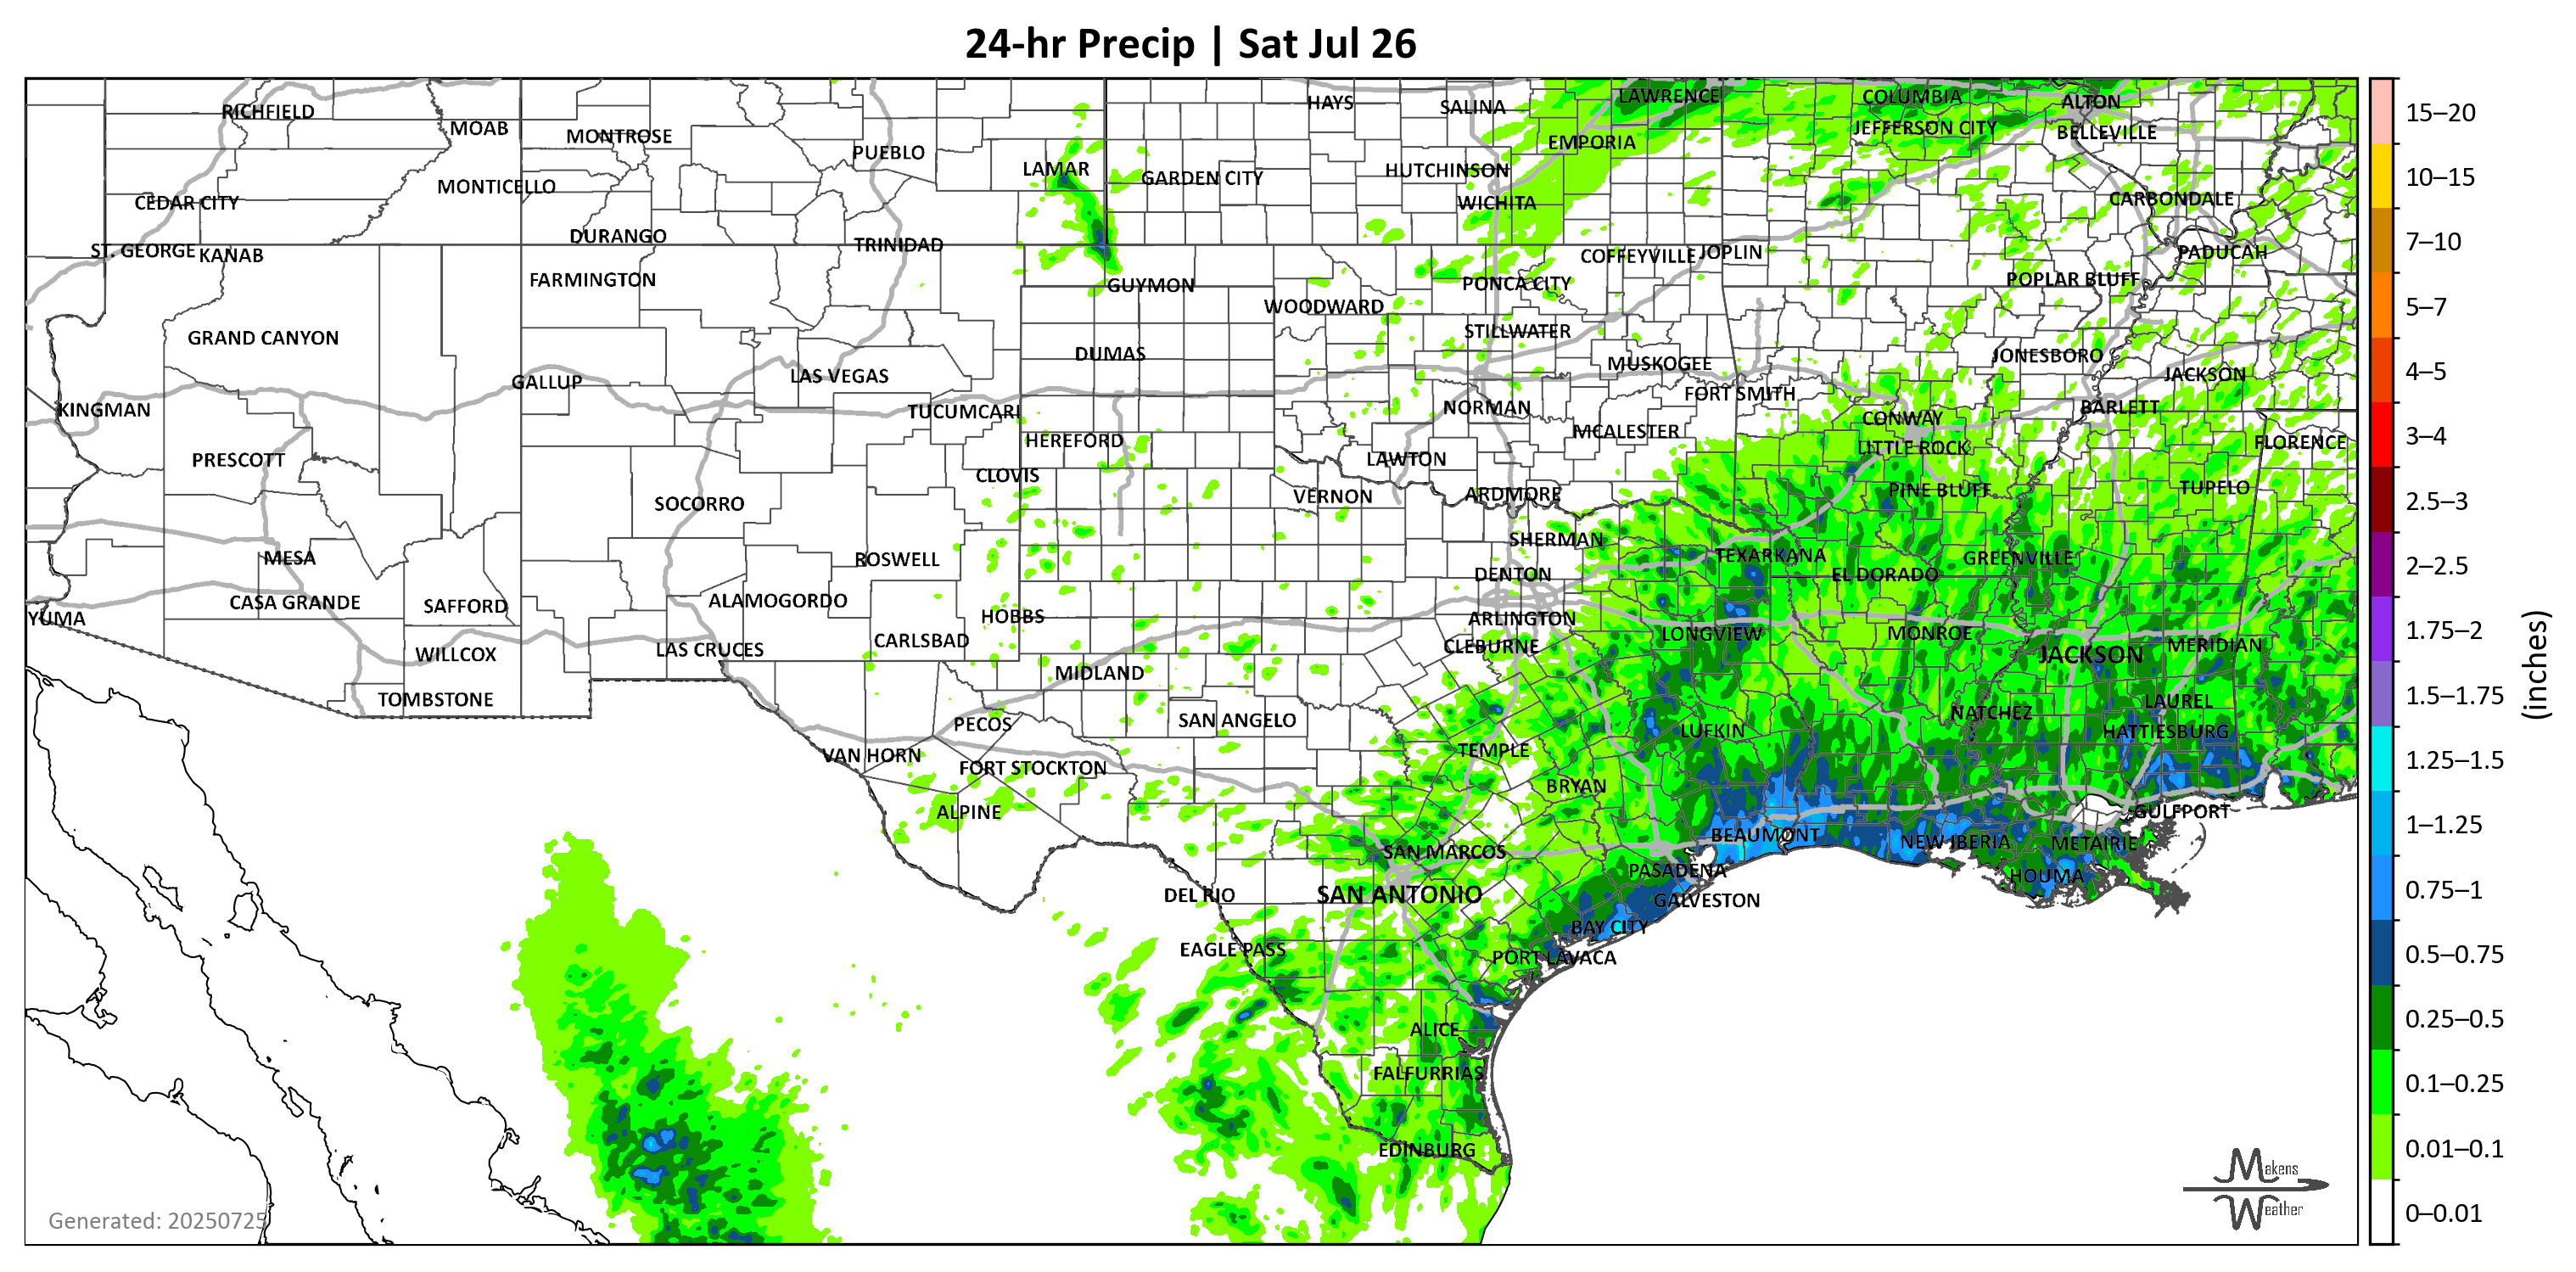 24-hr Precip | Sat Jul 26
RICHFIELD
MOAB
MONTROSE
PUEBLO
LAMAR
HAYS
SALINA
LAWRENCE
COLUMBIA
ALTON
EMPORIA
JEFFERSON CITY
BELLEVILLE
GARDEN CITY
HUTCHINSON
WICHITA
CEDAR CITY
MONTICELLO
CARBONDALE
ST. GEORGE
KANAB
DURANGO
TRINIDAD
FARMINGTON
GUYMON
WOODWARD
PONCA CITY
COFFEYVILLE
JOPLIN
POPLAR BLUFF
PADUCAH
GRAND CANYON
DUMAS
STILLWATER
MUSKOGEE
JONESBORO
JACKSON
GALLUP
LAS VEGAS
KINGMAN
TUCUMCARI
NORMAN
FORT SMITH
CONWAY
BARLETT
HEREFORD
MCALESTER
LITTLE ROCK
FLORENCE
PRESCOTT
CLOVIS
LAWTON
SOCORRO
VERNON
ARDMORE
PINE BLUFF
TUPELO
MESA
ROSWELL
SHERMAN
TEXARKANA
GREENVILLE
DENTON
EL DORADO
YUMA
CASA GRANDE
SAFFORD
ALAMOGORDO
HOBBS
ARLINGTON
WILLCOX
LAS CRUCES
CARLSBAD
CLEBURNE
LONGVIEW
MONROE
JACKSON
MERIDIAN
TOMBSTONE
MIDLAND
PECOS
SAN ANGELO
NATCHEZ
LAUREL
VAN HORN
FORT STOCKTON
TEMPLE
LUFKIN
HATTIESBURG
ALPINE
BRYAN
GULFPORT
SAN MARCOS
BEAUMONT
NEW IBERIA
METAIRIE
DEL RIO
SAN ANTONIO
PASADENA
GALVESTON
HOUMA
EAGLE PASS
BAY CITY
PORT LAVACA
ALICE
FALFURRIAS
EDINBURG
Generated: 20250725
Makens
Weather
15–20
10–15
7–10
5–7
4–5
3–4
2.5–3
2–2.5
1.75–2
1.5–1.75
1.25–1.5
1–1.25
0.75–1
0.5–0.75
0.25–0.5
0.1–0.25
0.01–0.1
0–0.01
(inches)